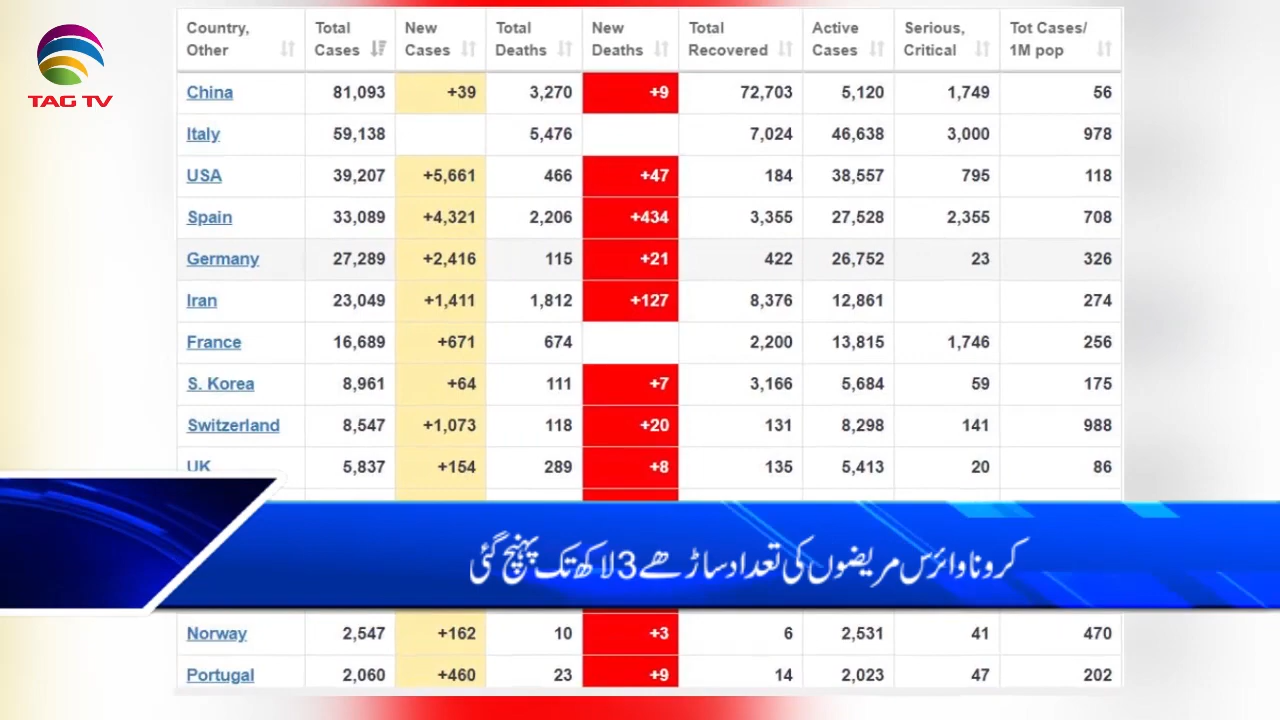 TAG TV
Country, Other Total Cases New Cases Total Deaths New Deaths Total Recovered Active Cases Serious, Critical Tot Cases/ 1M pop
China 81,093 +39 3,270 +9 72,703 5,120 1,749 56
Italy 59,138 5,476 7,024 46,638 3,000 978
USA 39,207 +5,661 466 +47 184 38,557 795 118
Spain 33,089 +4,321 2,206 +434 3,355 27,528 2,355 708
Germany 27,289 +2,416 115 +21 422 26,752 23 326
Iran 23,049 +1,411 1,812 +127 8,376 12,861 274
France 16,689 +671 674 2,200 13,815 1,746 256
S. Korea 8,961 +64 111 +7 3,166 5,684 59 175
Switzerland 8,547 +1,073 118 +20 131 8,298 141 988
UK 5,837 +154 289 +8 135 5,413 20 86
کرونا وائرس مریضوں کی تعداد ساڑھے 3 لاکھ تک پہنچ گئی
Norway 2,547 +162 10 +3 6 2,531 41 470
Portugal 2,060 +460 23 +9 14 2,023 47 202